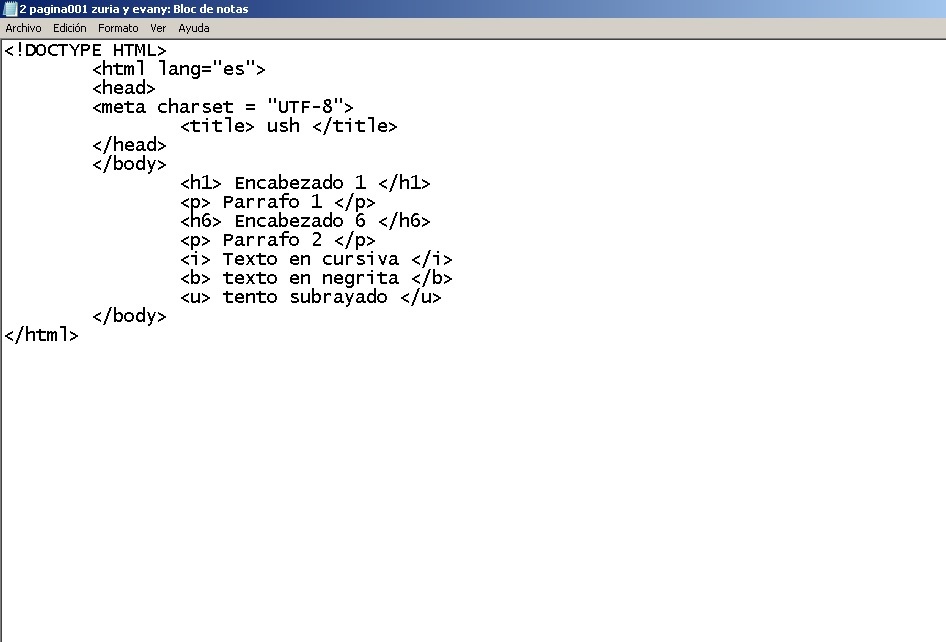 2 pagina001 zuria y evany: Bloc de notas
Archivo Edición Formato Ver Ayuda
<!DOCTYPE HTML>
<html lang="es">
<head>
<meta charset = "UTF-8">
<title> ush </title>
</head>
</body>
<h1> Encabezado 1 </h1>
<p> Parrafo 1 </p>
<h6> Encabezado 6 </h6>
<p> Parrafo 2 </p>
<i> Texto en cursiva </i>
<b> texto en negrita </b>
<u> tento subrayado </u>
</body>
</html>